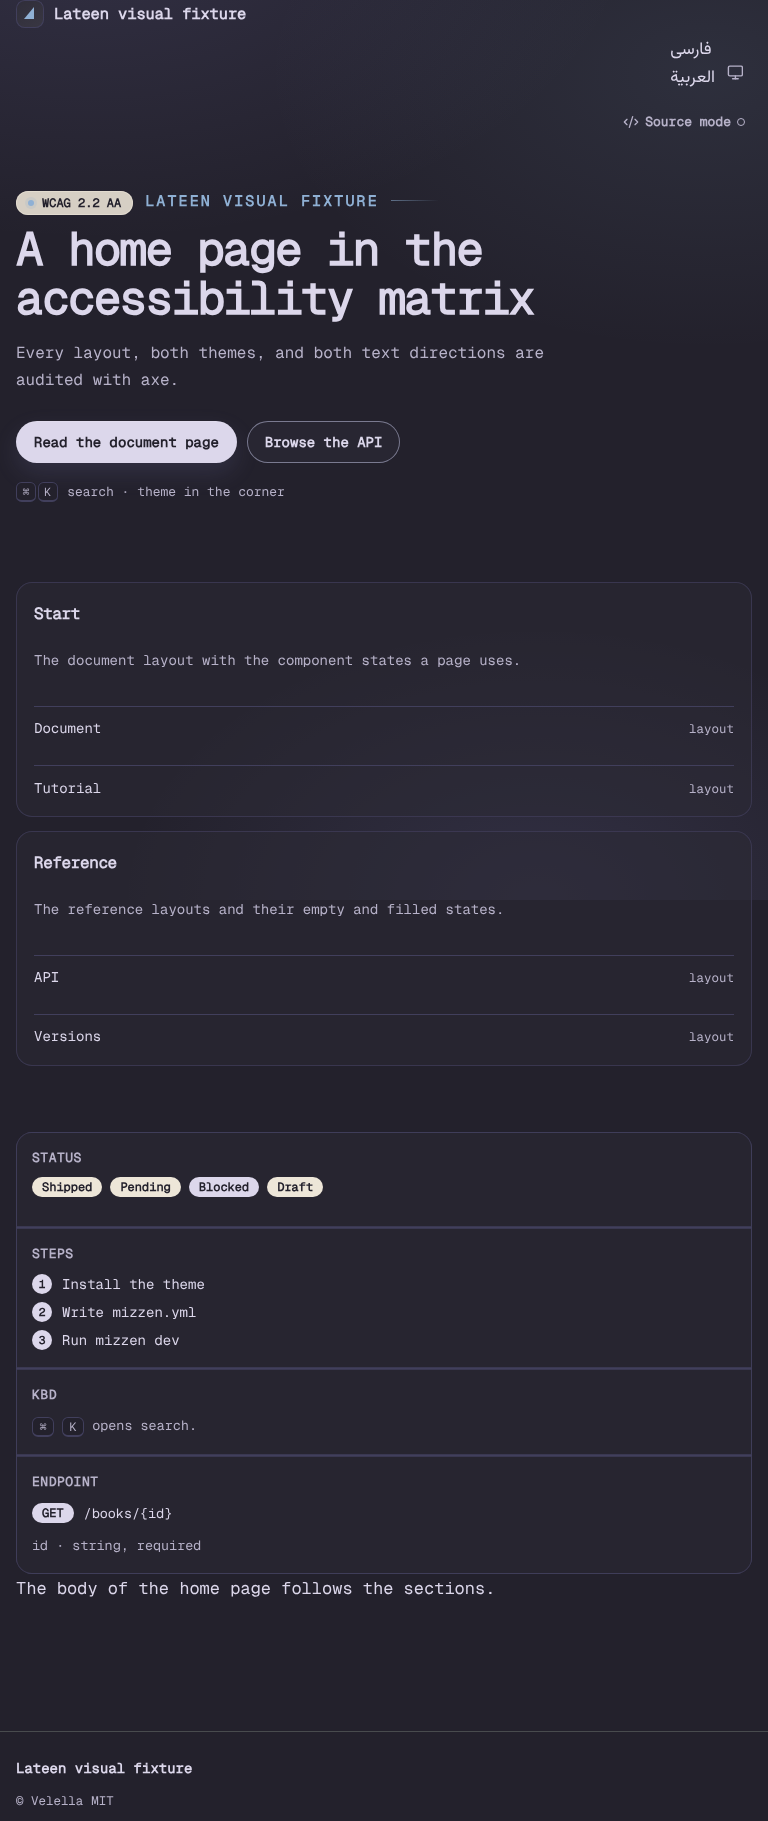 Lateen visual fixture
فارسی
العربية
</> Source mode
WCAG 2.2 AA
LATEEN VISUAL FIXTURE
A home page in the
accessibility matrix
Every layout, both themes, and both text directions are
audited with axe.
Read the document page
Browse the API
⌘ K search · theme in the corner
Start
The document layout with the component states a page uses.
Document layout
Tutorial layout
Reference
The reference layouts and their empty and filled states.
API layout
Versions layout
STATUS
Shipped Pending Blocked Draft
STEPS
1 Install the theme
2 Write mizzen.yml
3 Run mizzen dev
KBD
⌘ K opens search.
ENDPOINT
GET /books/{id}
id · string, required
The body of the home page follows the sections.
Lateen visual fixture
© Velella MIT